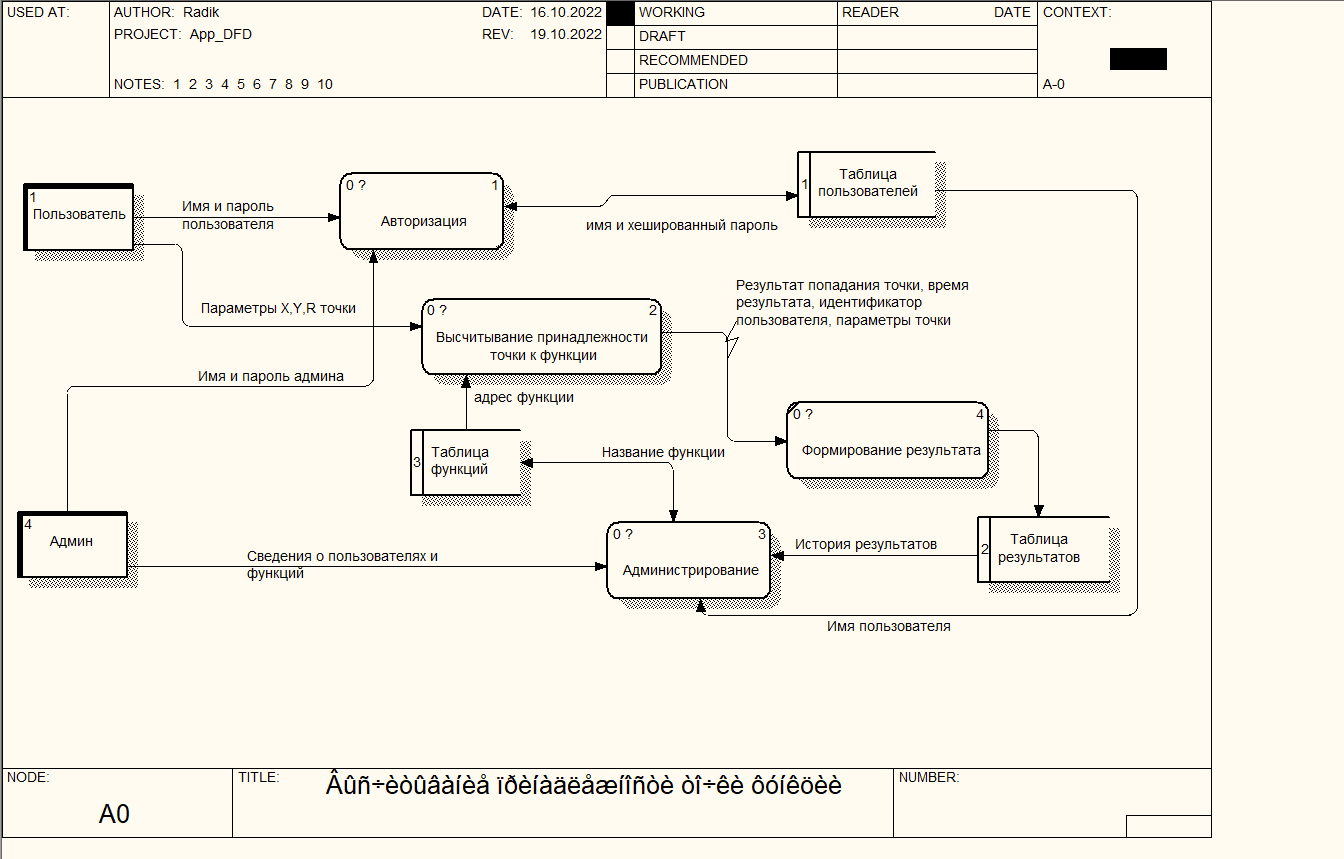 USED AT:
AUTHOR: Radik
DATE: 16.10.2022
PROJECT: App_DFD
REV: 19.10.2022
NOTES: 1 2 3 4 5 6 7 8 9 10
WORKING
DRAFT
RECOMMENDED
PUBLICATION
READER
DATE
CONTEXT:
A-0
1
Пользователь
Имя и пароль
пользователя
0 ?
1
Авторизация
имя и хешированный пароль
1
Таблица
пользователей
Параметры X,Y,R точки
0 ?
2
Высчитывание принадлежности
точки к функции
Результат попадания точки, время
результата, идентификатор
пользователя, параметры точки
Имя и пароль админа
адрес функции
3
Таблица
функций
Название функции
0 ?
4
Формирование результата
4
Админ
Сведения о пользователях и
функций
0 ?
3
Администрирование
История результатов
2
Таблица
результатов
Имя пользователя
NODE:
A0
TITLE:
Âûñ÷èòûâàíèå ïðèíàäëåæíîñòè òî÷êè ôóíêöèè
NUMBER: